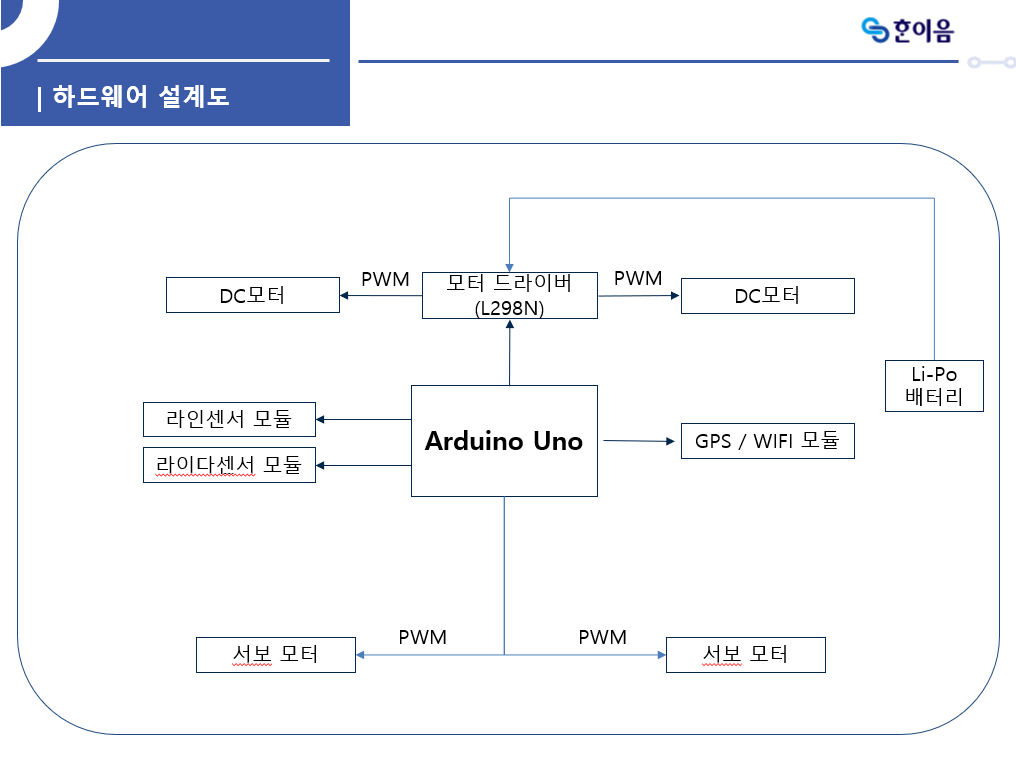 한이음
| 하드웨어 설계도
PWM
모터 드라이버
(L298N)
PWM
DC모터
DC모터
Li-Po
배터리
라인센서 모듈
Arduino Uno
GPS / WIFI 모듈
라이다센서 모듈
PWM
PWM
서보 모터
서보 모터